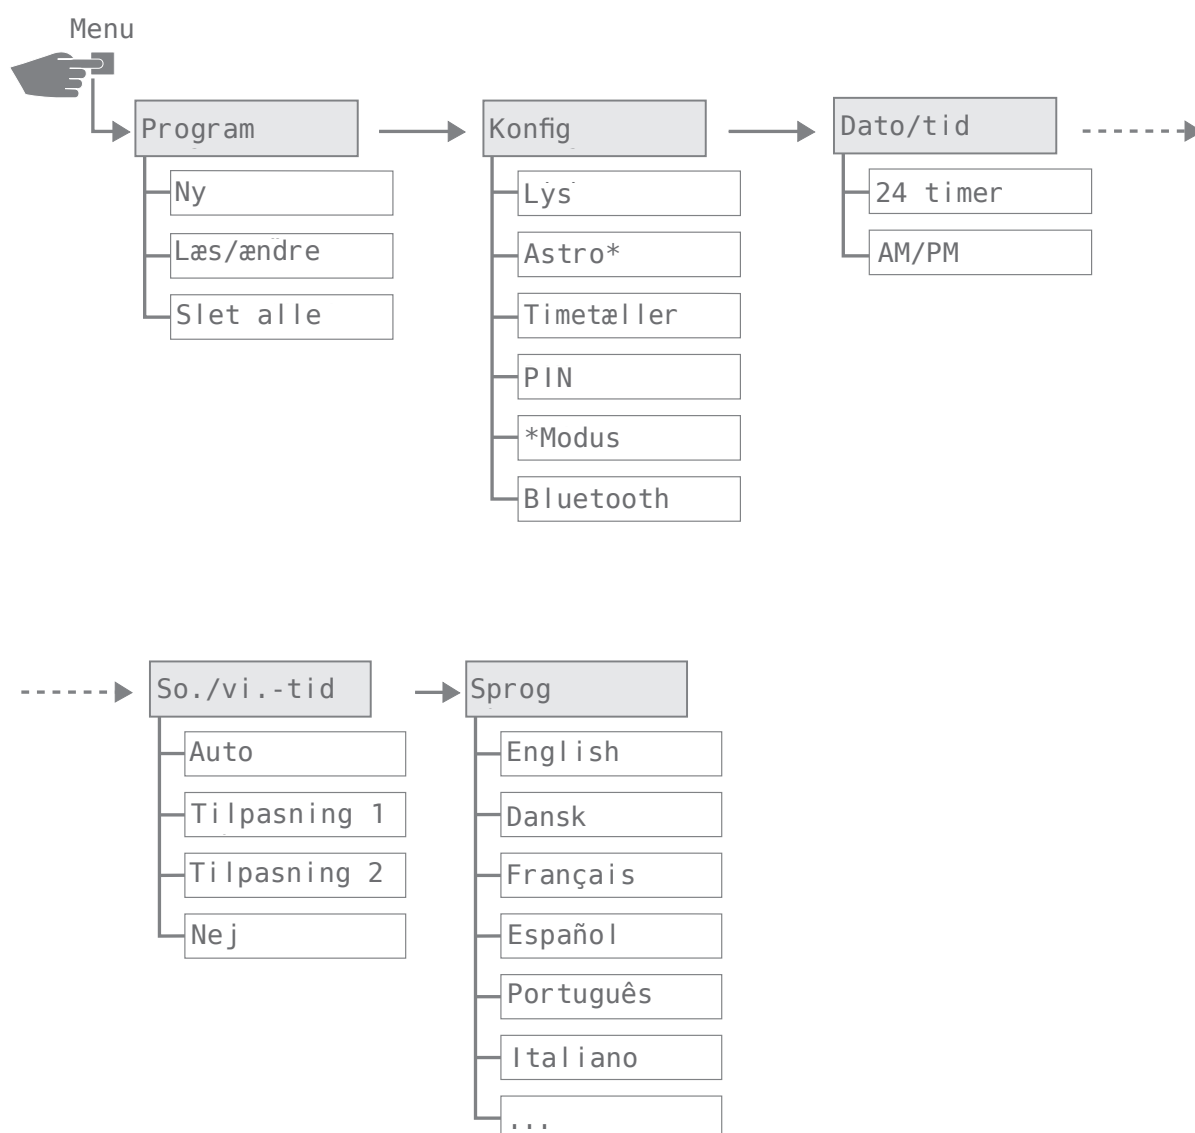 Menu
Program
Ny
Læs/ændre
Slet alle
Konfig
Lys
Astro*
Timetæller
PIN
*Modus
Bluetooth
Dato/tid
24 timer
AM/PM
So./vi.-tid
Auto
Tilpasning 1
Tilpasning 2
Nej
Sprog
English
Dansk
Français
Español
Português
Italiano
...